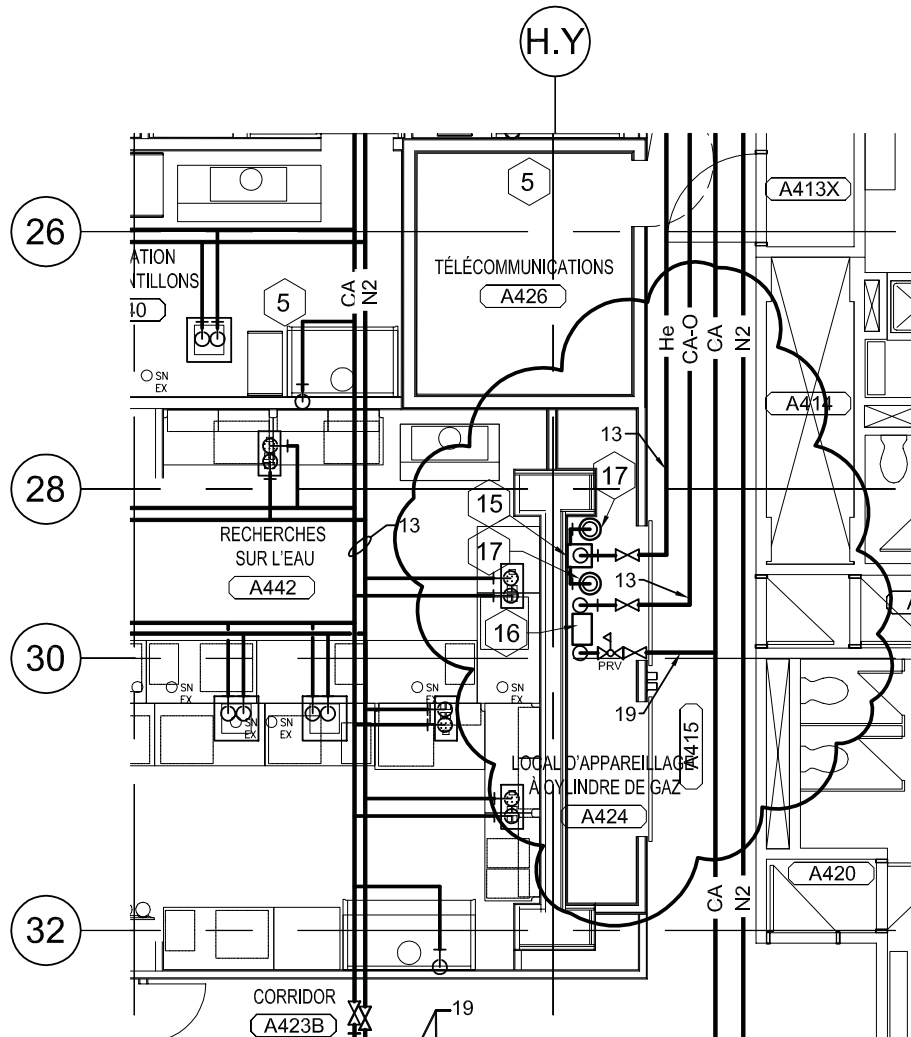 H.Y
26
5
A413X
ATION
NTILLONS
40
5
CA
N2
TÉLÉCOMMUNICATIONS
A426
He
CA-O
CA
N2
SN
EX
A414
13
17
28
15
13
RECHERCHES
SUR L'EAU
A442
17
13
16
30
PRV
SN
EX
SN
EX
SN
EX
SN
EX
SN
EX
19
A415
LOCAL D'APPAREILLAGE
À CYLINDRE DE GAZ
A424
A420
CA
N2
32
CORRIDOR
A423B
19